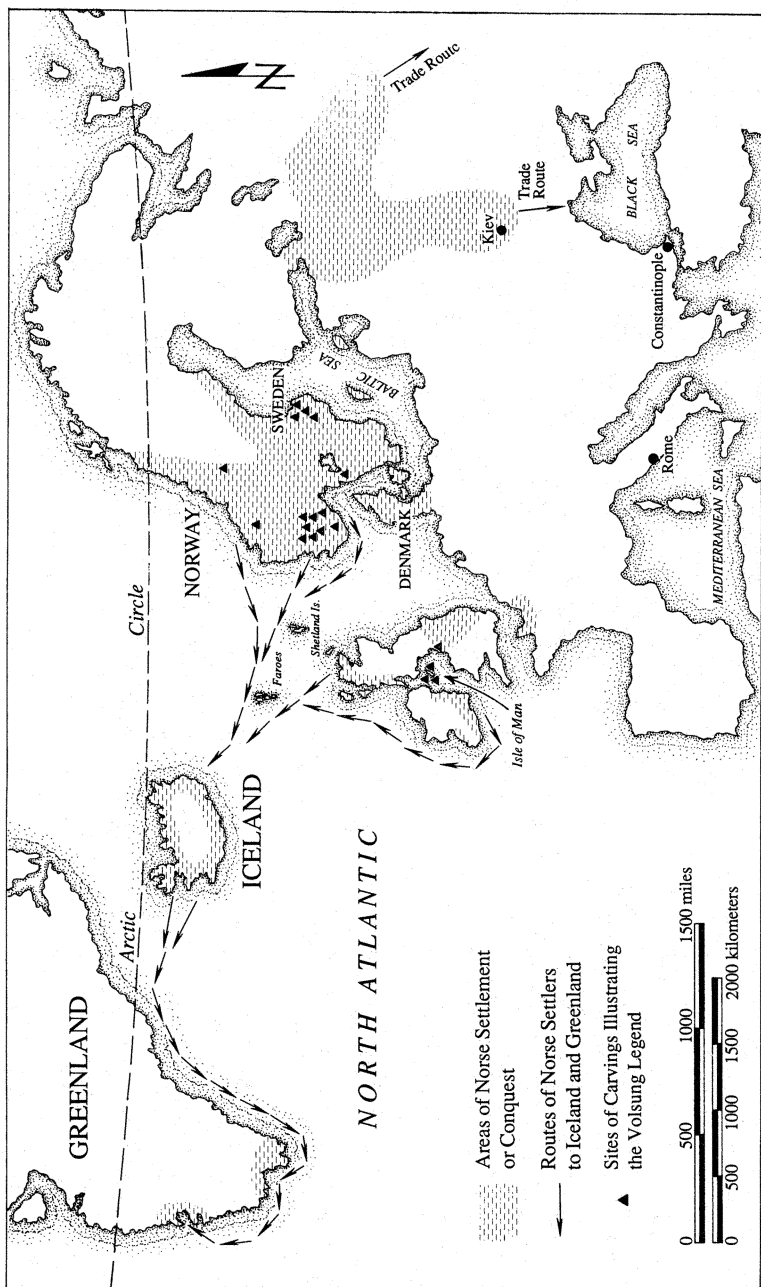 GREENLAND
Arctic
Circle
ICELAND
NORWAY
SWEDEN
BALTIC
SEA
Faroes
Shetland Is.
DENMARK
Isle of Man
NORTH ATLANTIC
N
Trade Route
Kiev
Trade
Route
BLACK SEA
Constantinople
Rome
MEDITERRANEAN SEA
Areas of Norse Settlement
or Conquest
Routes of Norse Settlers
to Iceland and Greenland
Sites of Carvings Illustrating
the Volsung Legend
0 500 1000 1500 miles
0 500 1000 1500 2000 kilometers